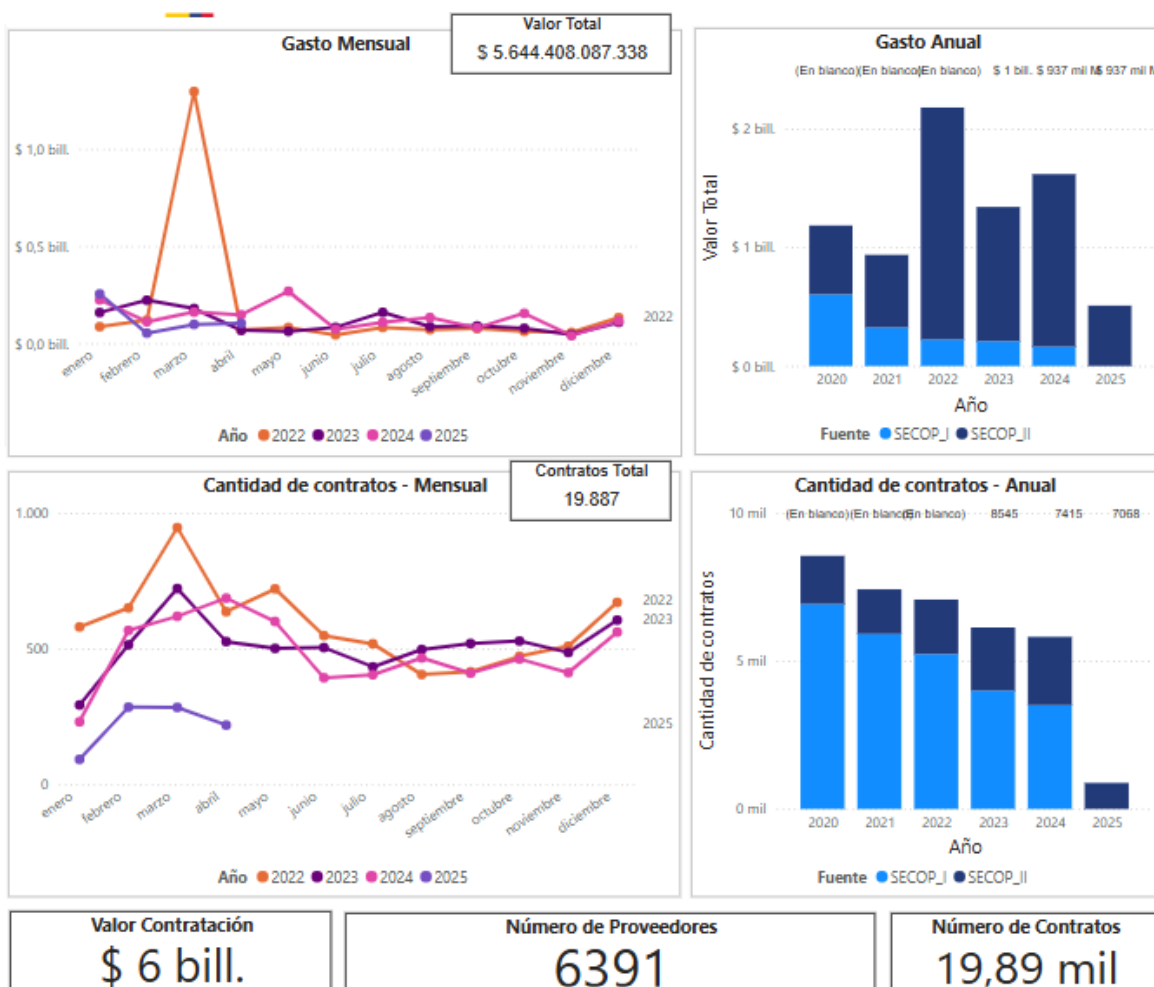 Gasto Mensual
Valor Total
$ 5.644.408.087.338
$ 1,0 bill.
$ 0,5 bill.
$ 0,0 bill.
2022
enero
febrero
marzo
abril
mayo
junio
julio
agosto
septiembre
octubre
noviembre
diciembre
Año 2022 2023 2024 2025
Gasto Anual
(En blanco) (En blanco) (En blanco) $ 1 bill. $ 937 mil M $ 937 mil M
$ 2 bill.
$ 1 bill.
$ 0 bill.
Valor Total
2020 2021 2022 2023 2024 2025
Año
Fuente SECOP_I SECOP_II
Cantidad de contratos - Mensual
Contratos Total
19.887
1.000
500
0
2022
2023
2025
enero
febrero
marzo
abril
mayo
junio
julio
agosto
septiembre
octubre
noviembre
diciembre
Año 2022 2023 2024 2025
Cantidad de contratos - Anual
(En blanco) (En blanco) (En blanco) 8545 7415 7068
10 mil
5 mil
0 mil
Cantidad de contratos
2020 2021 2022 2023 2024 2025
Año
Fuente SECOP_I SECOP_II
Valor Contratación
$ 6 bill.
Número de Proveedores
6391
Número de Contratos
19,89 mil